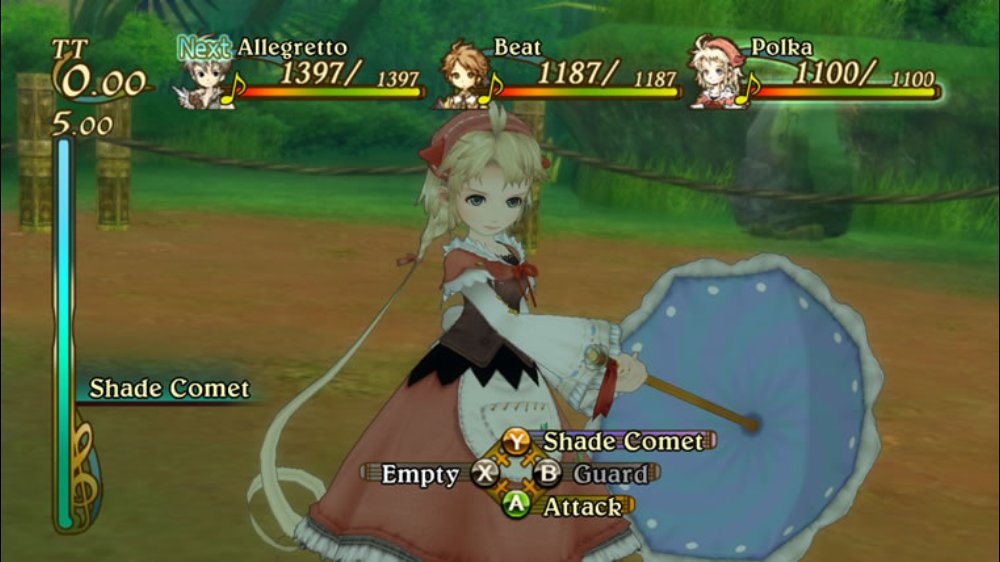 TT
0.00
5.00
Next Allegretto
1397/ 1397
Beat
1187/ 1187
Polka
1100/ 1100
Shade Comet
Y Shade Comet
Empty X B Guard
A Attack